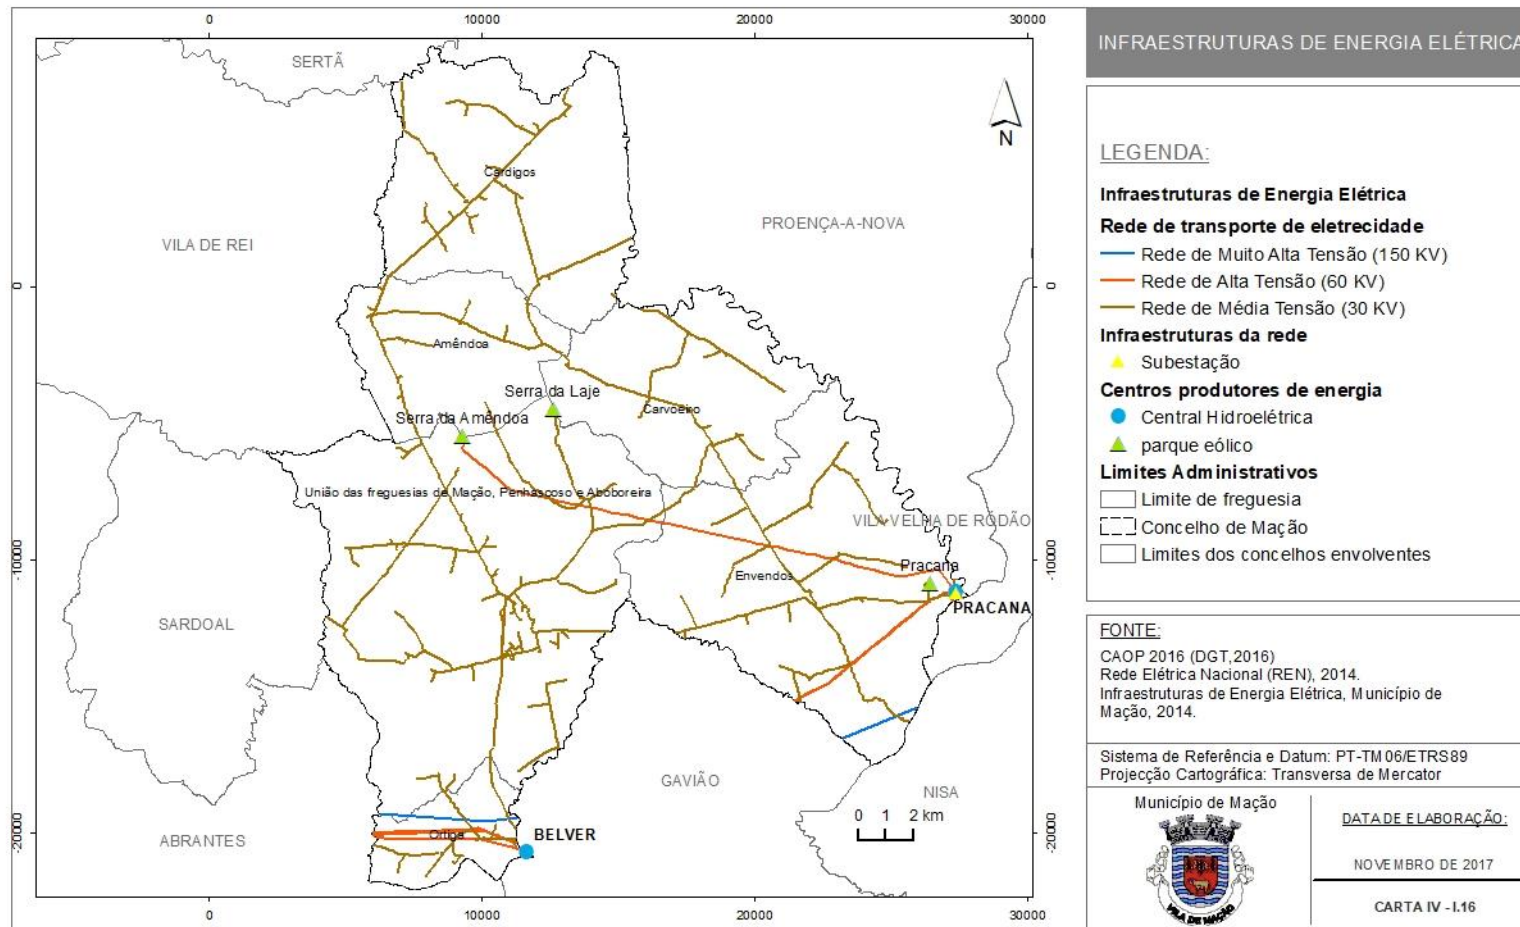 0 10000 20000 30000
SERTÃ
N
Cardigos
PROENÇA-A-NOVA
VILA DE REI
0 0
Amêndoa
Serra da Laje
Carvoeiro
Serra da Amêndoa
União das freguesias de Mação, Penhascoso e Aboboreira
VILA VELHA DE RÓDÃO
-10000 -10000
Pracana
Envendos
PRACANA
SARDOAL
GAVIÃO
NISA
0 1 2 km
-20000 -20000
ABRANTES
Ortiga
BELVER
0 10000 20000 30000
INFRAESTRUTURAS DE ENERGIA ELÉTRICA
LEGENDA:
Infraestruturas de Energia Elétrica
Rede de transporte de eletrecidade
Rede de Muito Alta Tensão (150 KV)
Rede de Alta Tensão (60 KV)
Rede de Média Tensão (30 KV)
Infraestruturas da rede
Subestação
Centros produtores de energia
Central Hidroelétrica
parque eólico
Limites Administrativos
Limite de freguesia
Concelho de Mação
Limites dos concelhos envolventes
FONTE:
CAOP 2016 (DGT,2016)
Rede Elétrica Nacional (REN), 2014.
Infraestruturas de Energia Elétrica, Município de
Mação, 2014.
Sistema de Referência e Datum: PT-TM06/ETRS89
Projecção Cartográfica: Transversa de Mercator
Município de Mação
VILA DE MAÇÃO
DATA DE ELABORAÇÃO:
NOVEMBRO DE 2017
CARTA IV - I.16